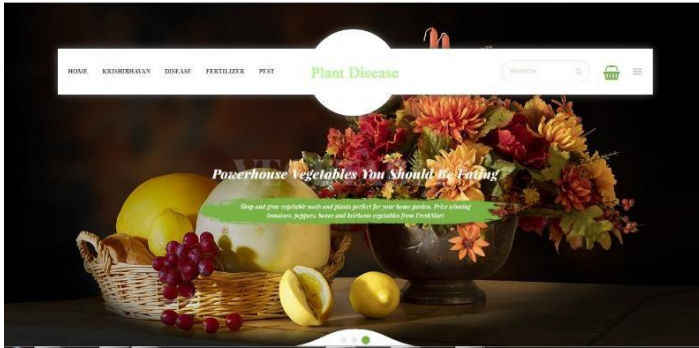 HOME KRISHIBHAVAN DISEASE FERTILIZER PEST Plant Disease SEARCH
Powerhouse Vegetables You Should Be Eating
Shop and grow vegetable seeds and plants perfect for your home garden. Prize winning
tomatoes, peppers, beans and heirloom vegetables from